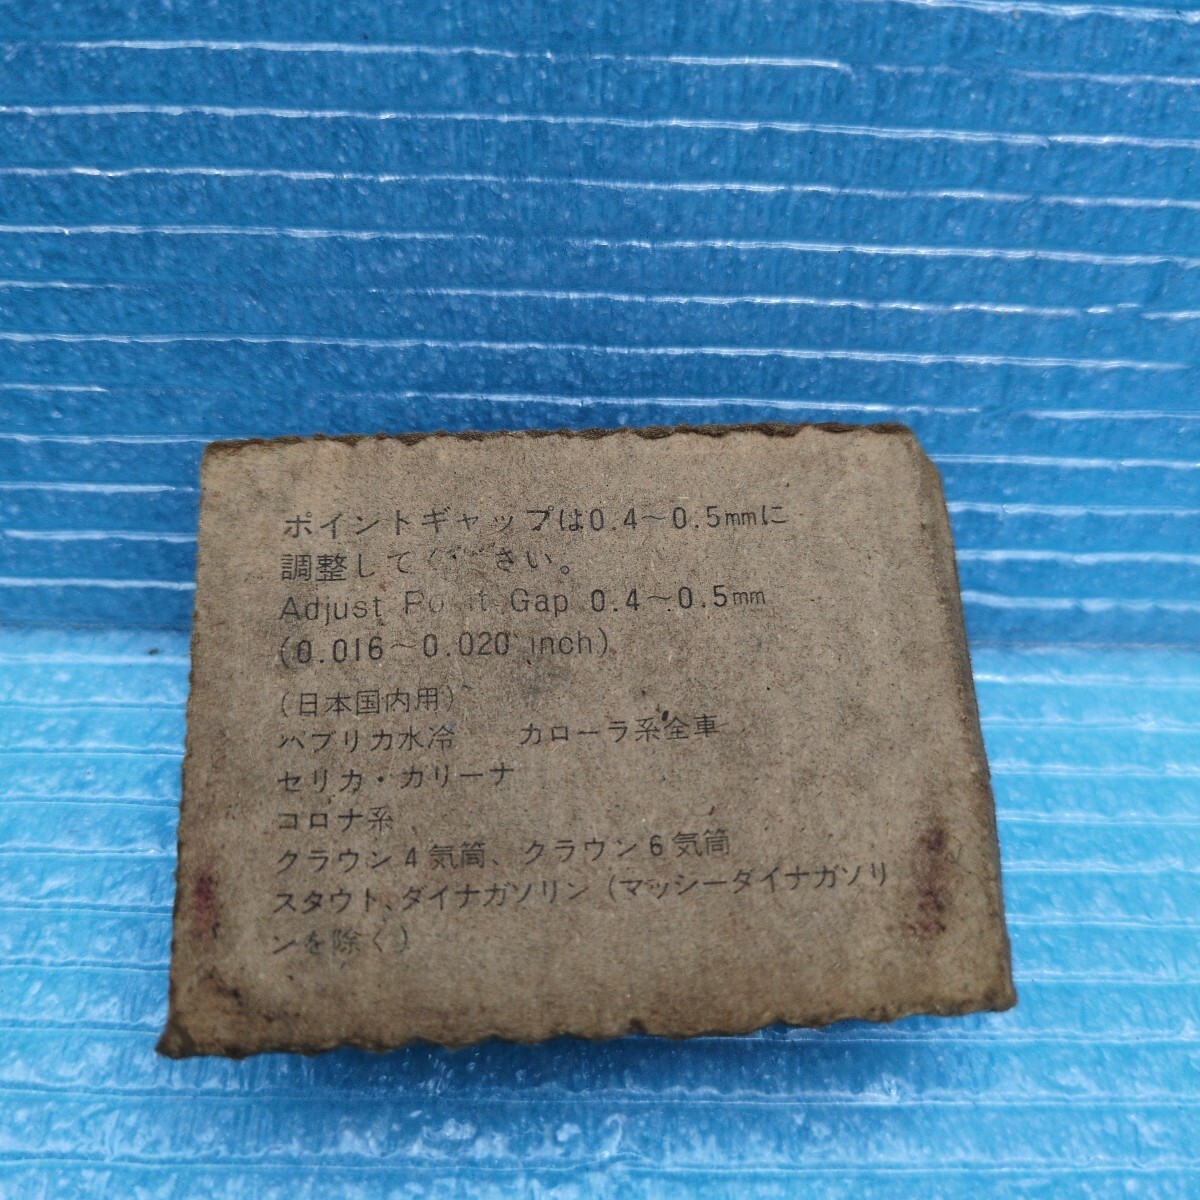 ポイントギャップは0.4～0.5mmに
調整してください。
Adjust Point Gap 0.4～0.5mm
(0.016～0.020 inch)
(日本国内用)
パブリカ水冷　カローラ系全車
セリカ・カリーナ
コロナ系
クラウン4気筒、クラウン6気筒
スタウト、ダイナガソリン(マッシーダイナガソリ
ンを除く)